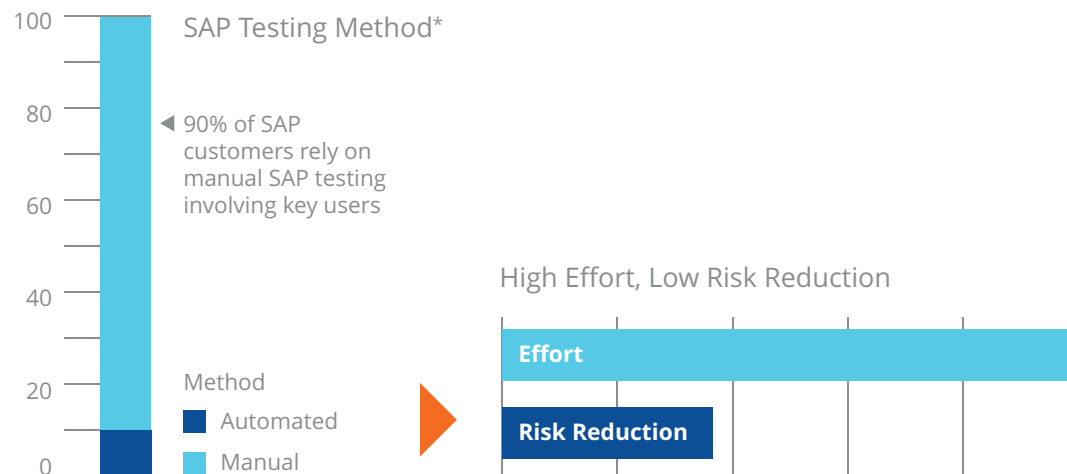 100
80
60
40
20
0
SAP Testing Method*
90% of SAP
customers rely on
manual SAP testing
involving key users
Method
Automated
Manual
High Effort, Low Risk Reduction
Effort
Risk Reduction